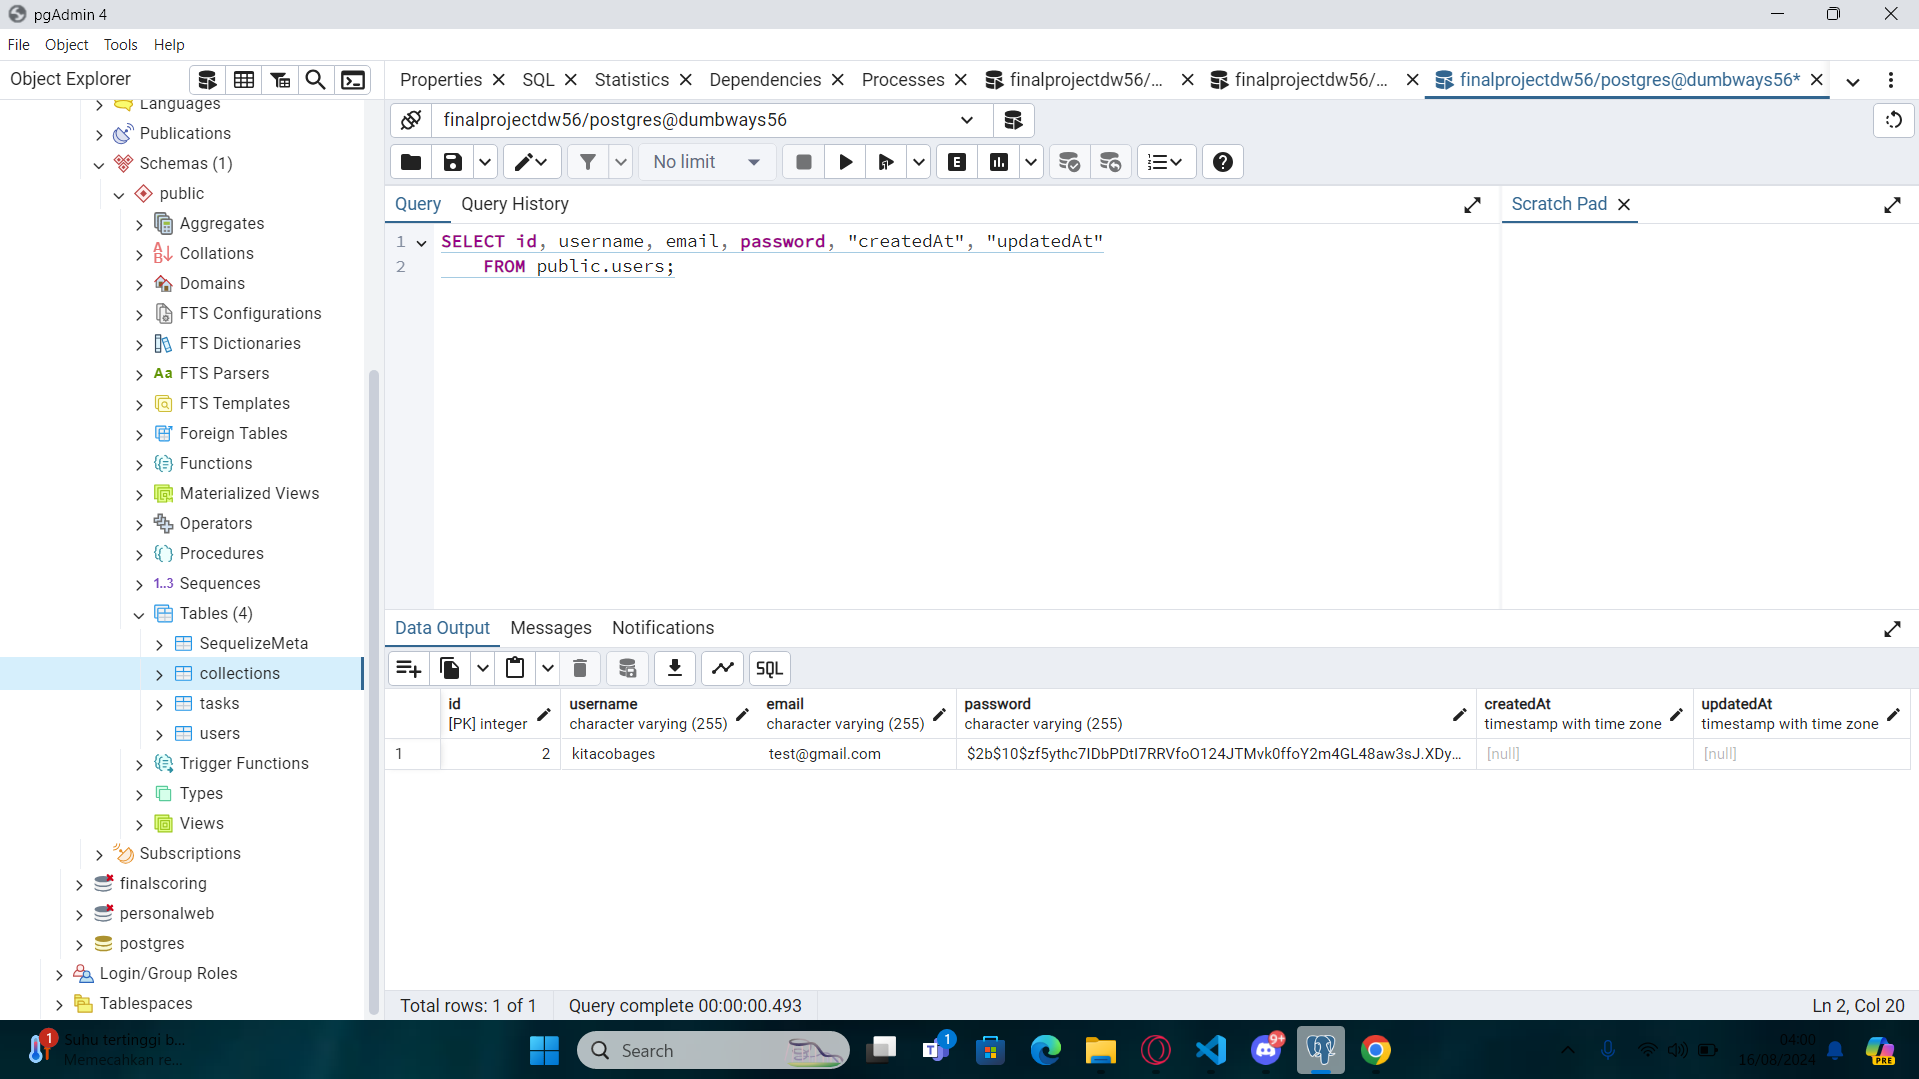 pgAdmin 4
File Object Tools Help
Object Explorer
Properties SQL Statistics Dependencies Processes finalprojectdw56/... finalprojectdw56/... finalprojectdw56/postgres@dumbways56*
Languages
Publications
Schemas (1)
public
Aggregates
Collations
Domains
FTS Configurations
FTS Dictionaries
Aa FTS Parsers
FTS Templates
Foreign Tables
Functions
Materialized Views
Operators
Procedures
1..3 Sequences
Tables (4)
SequelizeMeta
collections
tasks
users
Trigger Functions
Types
Views
Subscriptions
finalscoring
personalweb
postgres
Login/Group Roles
Tablespaces
finalprojectdw56/postgres@dumbways56
No limit
E
Query Query History
Scratch Pad
1 SELECT id, username, email, password, "createdAt", "updatedAt"
2 FROM public.users;
Data Output Messages Notifications
SQL
id username email password createdAt updatedAt
[PK] integer character varying (255) character varying (255) character varying (255) timestamp with time zone timestamp with time zone
1 2 kitacobages test@gmail.com $2b$10$zf5ythc7IDbPDtI7RRVfoO124JTMvk0ffoY2m4GL48aw3sJ.XDy... [null] [null]
Total rows: 1 of 1 Query complete 00:00:00.493 Ln 2, Col 20
1
Suhu tertinggi b...
Memecahkan re...
Search
1
9+
04:00
16/08/2024
PRE